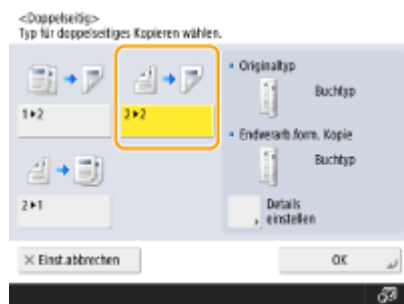 <Doppelseitig>
Typ für doppelseitiges Kopieren wählen.
1▸2
2▸2
2▸1
• Originaltyp
Buchtyp
• Endverarb.form. Kopie
Buchtyp
Details
einstellen
× Einst.abbrechen
OK